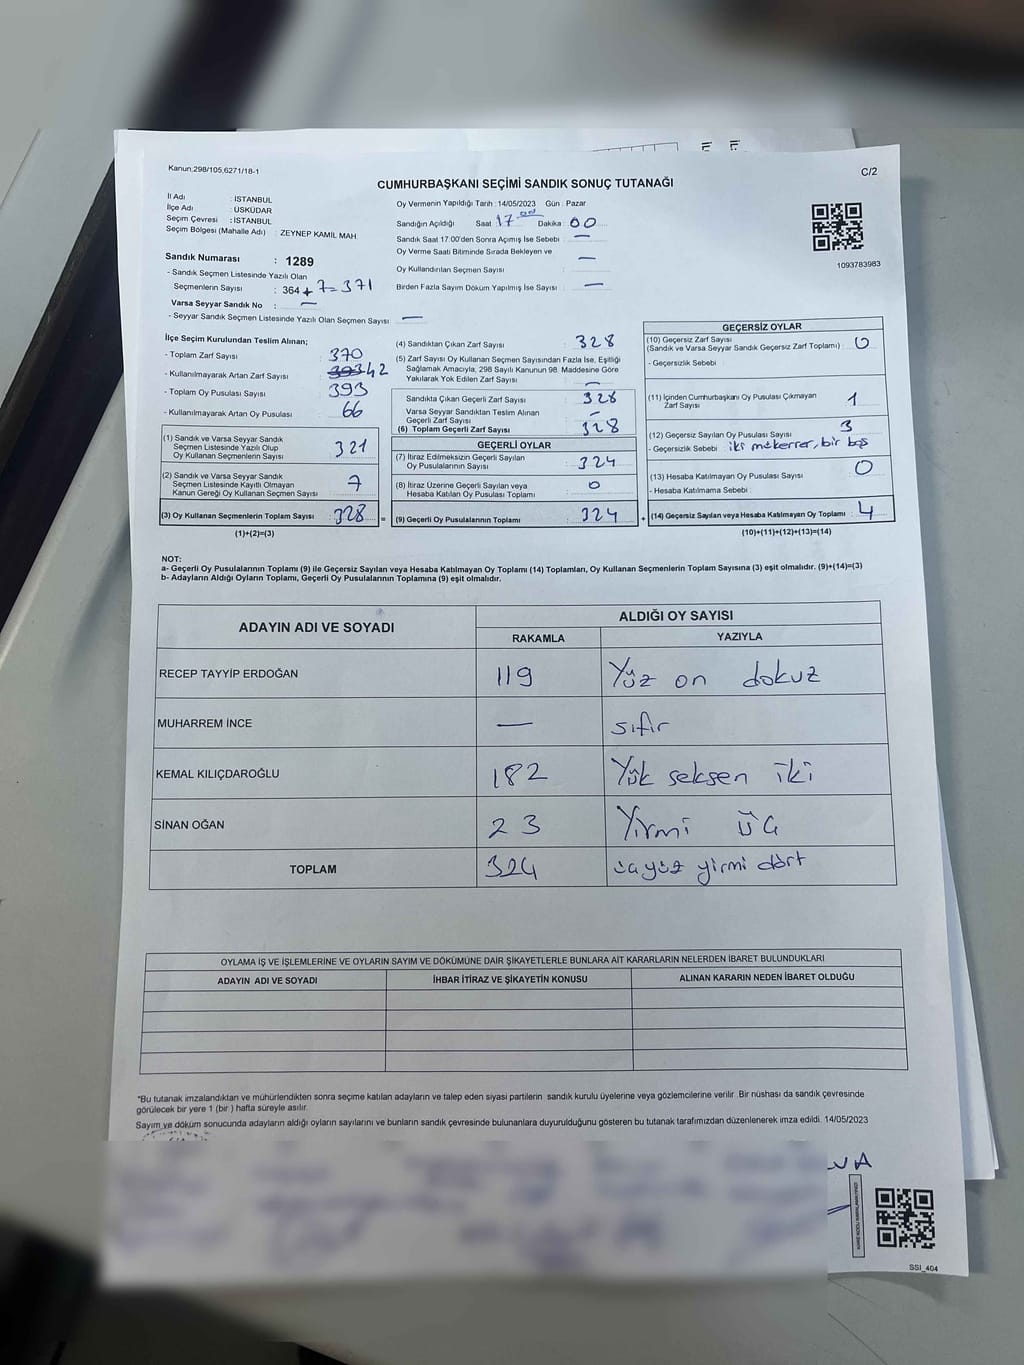 Kanun.298/105,6271/18-1
C/2
CUMHURBAŞKANI SEÇİMİ SANDIK SONUÇ TUTANAĞI
İl Adı : İSTANBUL
İlçe Adı : ÜSKÜDAR
Seçim Çevresi : İSTANBUL
Seçim Bölgesi (Mahalle Adı) : ZEYNEP KAMİL MAH.
Sandık Numarası : 1289
- Sandık Seçmen Listesinde Yazılı Olan
Seçmenlerin Sayısı : 364 + 7 = 371
Varsa Seyyar Sandık No : —
- Seyyar Sandık Seçmen Listesinde Yazılı Olan Seçmen Sayısı : —
Oy Vermenin Yapıldığı Tarih : 14/05/2023 Gün : Pazar
Sandığın Açıldığı Saat 17.00 Dakika : 00
Sandık Saat 17.00'den Sonra Açımış İse Sebebi : —
Oy Verme Saati Bitiminde Sırada Bekleyen ve
Oy Kullandırılan Seçmen Sayısı : —
Birden Fazla Sayım Döküm Yapılmış İse Sayısı : —
1093783983
İlçe Seçim Kurulundan Teslim Alınan;
- Toplam Zarf Sayısı : 370
- Kullanılmayarak Artan Zarf Sayısı : 42
- Toplam Oy Pusulası Sayısı : 393
- Kullanılmayarak Artan Oy Pusulası : 66
(1) Sandık ve Varsa Seyyar Sandık
Seçmen Listesinde Yazılı Olup
Oy Kullanan Seçmenlerin Sayısı : 321
(2) Sandık ve Varsa Seyyar Sandık
Seçmen Listesinde Kayıtlı Olmayan
Kanun Gereği Oy Kullanan Seçmen Sayısı : 7
(3) Oy Kullanan Seçmenlerin Toplam Sayısı : 328
(1)+(2)=(3)
=
(4) Sandıktan Çıkan Zarf Sayısı : 328
(5) Zarf Sayısı Oy Kullanan Seçmen Sayısından Fazla İse, Eşitliği
Sağlamak Amacıyla, 298 Sayılı Kanunun 98. Maddesine Göre
Yakılarak Yok Edilen Zarf Sayısı : —
Sandıkta Çıkan Geçerli Zarf Sayısı : 328
Varsa Seyyar Sandıktan Teslim Alınan
Geçerli Zarf Sayısı : —
(6) Toplam Geçerli Zarf Sayısı : 328
GEÇERLİ OYLAR
(7) İtiraz Edilmeksizin Geçerli Sayılan
Oy Pusulasının Sayısı : 324
(8) İtiraz Üzerine Geçerli Sayılan veya
Hesaba Katılan Oy Pusulası Toplamı : 0
(9) Geçerli Oy Pusulalarının Toplamı : 324
+
GEÇERSİZ OYLAR
(10) Geçersiz Zarf Sayısı
(Sandık ve Varsa Seyyar Sandık Geçersiz Zarf Toplamı) : 0
- Geçersizlik Sebebi :
(11) İçinden Cumhurbaşkanı Oy Pusulası Çıkmayan
Zarf Sayısı : 1
(12) Geçersiz Sayılan Oy Pusulası Sayısı : 3
- Geçersizlik Sebebi : iki mükerrer, bir boş
(13) Hesaba Katılmayan Oy Pusulası Sayısı : 0
- Hesaba Katılmama Sebebi :
(14) Geçersiz Sayılan veya Hesaba Katılmayan Oy Toplamı : 4
(10)+(11)+(12)+(13)=(14)
NOT:
a- Geçerli Oy Pusulalarının Toplamı (9) ile Geçersiz Sayılan veya Hesaba Katılmayan Oy Toplamı (14) Toplamları, Oy Kullanan Seçmenlerin Toplam Sayısına (3) eşit olmalıdır. (9)+(14)=(3)
b- Adayların Aldığı Oyların Toplamı, Geçerli Oy Pusulalarının Toplamına (9) eşit olmalıdır.
ADAYIN ADI VE SOYADI
ALDIĞI OY SAYISI
RAKAMLA YAZIYLA
RECEP TAYYİP ERDOĞAN 119 Yüz on dokuz
MUHARREM İNCE — sıfır
KEMAL KILIÇDAROĞLU 182 Yük seksen iki
SİNAN OĞAN 23 Yirmi üç
TOPLAM 324 üçyüz yirmi dört
OYLAMA İŞ VE İŞLEMLERİNE VE OYLARIN SAYIM VE DÖKÜMÜNE DAİR ŞİKAYETLERLE BUNLARA AİT KARARLARIN NELERDEN İBARET BULUNDUKLARI
ADAYIN ADI VE SOYADI İHBAR İTİRAZ VE ŞİKAYETİN KONUSU ALINAN KARARIN NEDEN İBARET OLDUĞU
*Bu tutanak imzalandıktan ve mühürlendikten sonra seçime katılan adayların ve talep eden siyasi partilerin sandık kurulu üyelerine veya gözlemcilerine verilir. Bir nüshası da sandık çevresinde
görülecek bir yere 1 (bir) hafta süreyle asılır.
Sayım ve döküm sonucunda adayların aldığı oyların sayılarını ve bunların sandık çevresinde bulunanlara duyurulduğunu gösteren bu tutanak tarafımızdan düzenlenerek imza edildi. 14/05/2023
SSI_404